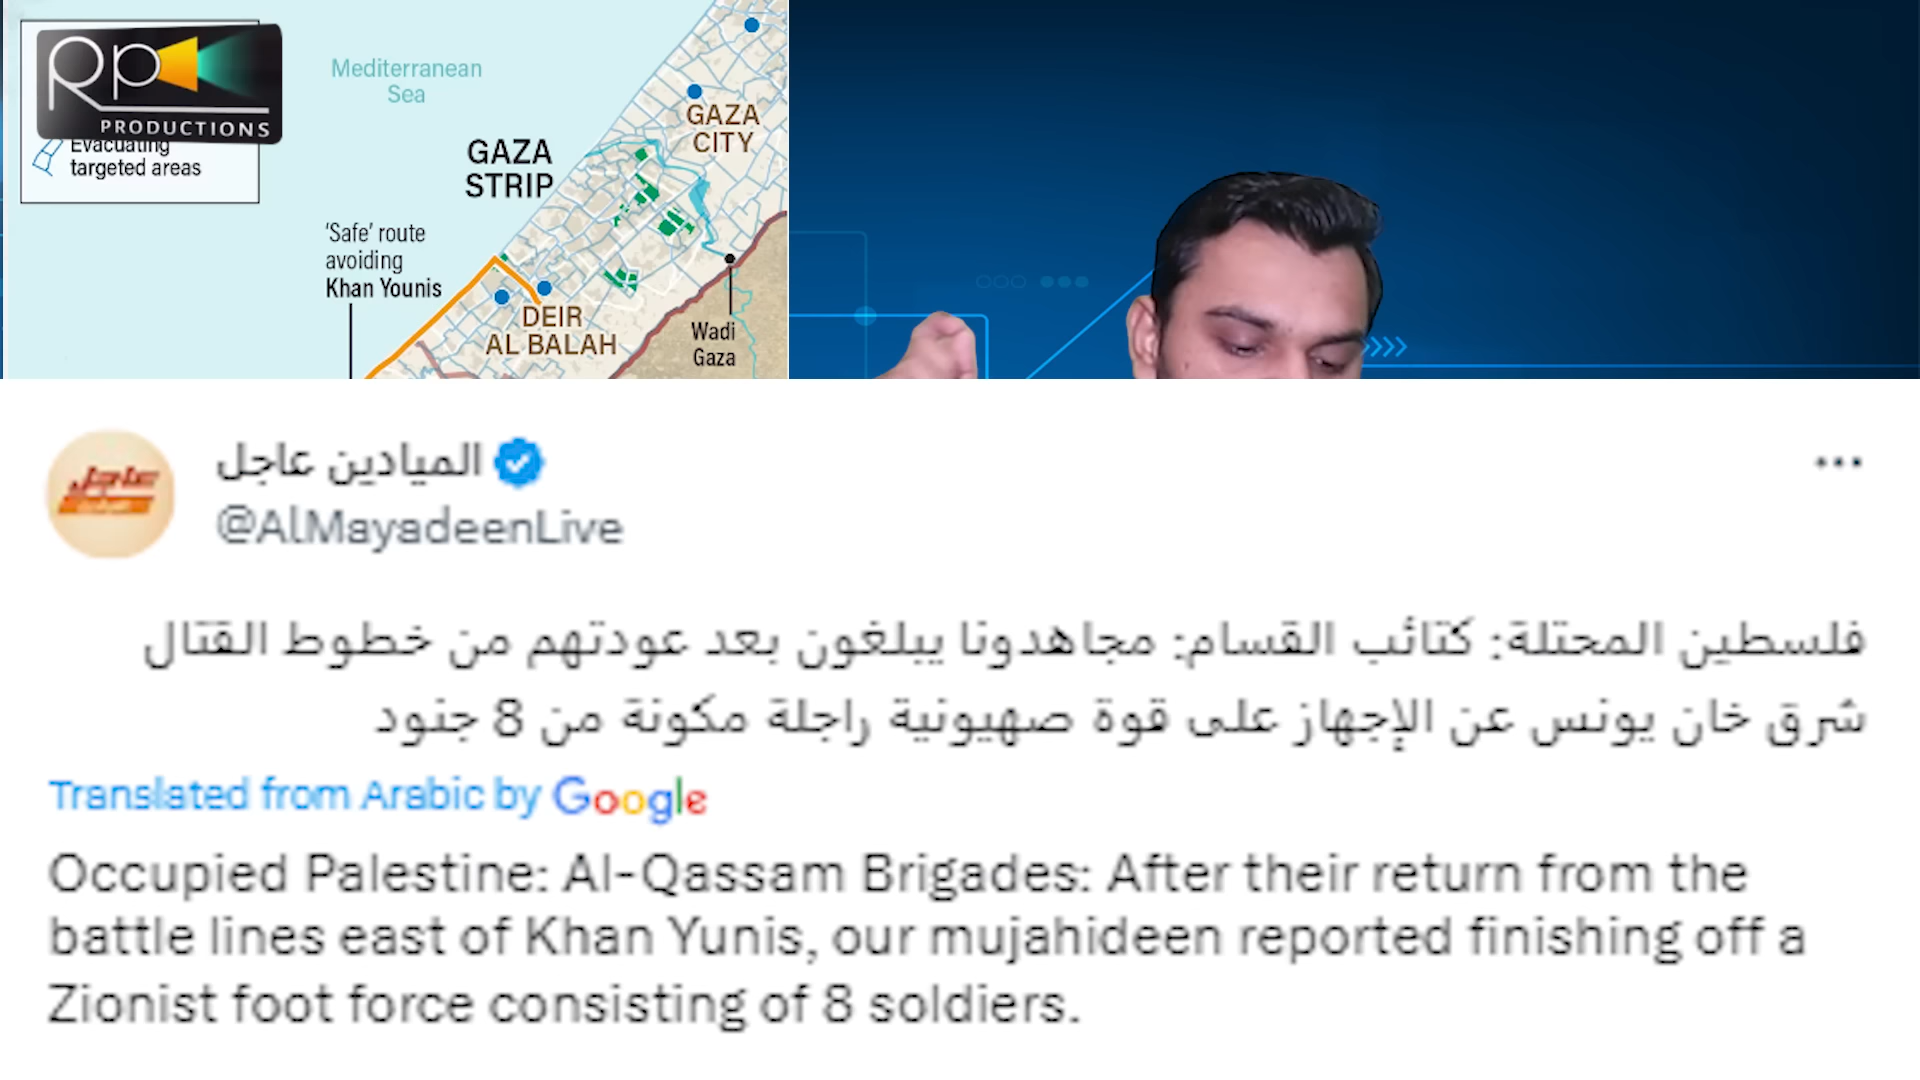 Rp
PRODUCTIONS
Evacuating
targeted areas
Mediterranean
Sea
GAZA
STRIP
GAZA
CITY
'Safe' route
avoiding
Khan Younis
DEIR
AL BALAH
Wadi
Gaza
الميادين عاجل
@AlMayadeenLive
فلسطين المحتلة: كتائب القسام: مجاهدونا يبلغون بعد عودتهم من خطوط القتال
شرق خان يونس عن الإجهاز على قوة صهيونية راجلة مكونة من 8 جنود
Translated from Arabic by Google
Occupied Palestine: Al-Qassam Brigades: After their return from the
battle lines east of Khan Yunis, our mujahideen reported finishing off a
Zionist foot force consisting of 8 soldiers.